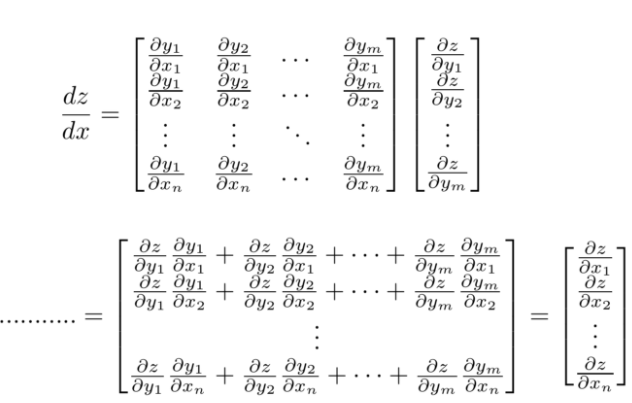 \frac{dz}{dx} = \begin{bmatrix} \frac{\partial y_1}{\partial x_1} & \frac{\partial y_2}{\partial x_1} & \cdots & \frac{\partial y_m}{\partial x_1} \\ \frac{\partial y_1}{\partial x_2} & \frac{\partial y_2}{\partial x_2} & \cdots & \frac{\partial y_m}{\partial x_2} \\ \vdots & \vdots & \ddots & \vdots \\ \frac{\partial y_1}{\partial x_n} & \frac{\partial y_2}{\partial x_n} & \cdots & \frac{\partial y_m}{\partial x_n} \end{bmatrix} \begin{bmatrix} \frac{\partial z}{\partial y_1} \\ \frac{\partial z}{\partial y_2} \\ \vdots \\ \frac{\partial z}{\partial y_m} \end{bmatrix}
........... = \begin{bmatrix} \frac{\partial z}{\partial y_1} \frac{\partial y_1}{\partial x_1} + \frac{\partial z}{\partial y_2} \frac{\partial y_2}{\partial x_1} + \cdots + \frac{\partial z}{\partial y_m} \frac{\partial y_m}{\partial x_1} \\ \frac{\partial z}{\partial y_1} \frac{\partial y_1}{\partial x_2} + \frac{\partial z}{\partial y_2} \frac{\partial y_2}{\partial x_2} + \cdots + \frac{\partial z}{\partial y_m} \frac{\partial y_m}{\partial x_2} \\ \vdots \\ \frac{\partial z}{\partial y_1} \frac{\partial y_1}{\partial x_n} + \frac{\partial z}{\partial y_2} \frac{\partial y_2}{\partial x_n} + \cdots + \frac{\partial z}{\partial y_m} \frac{\partial y_m}{\partial x_n} \end{bmatrix} = \begin{bmatrix} \frac{\partial z}{\partial x_1} \\ \frac{\partial z}{\partial x_2} \\ \vdots \\ \frac{\partial z}{\partial x_n} \end{bmatrix}